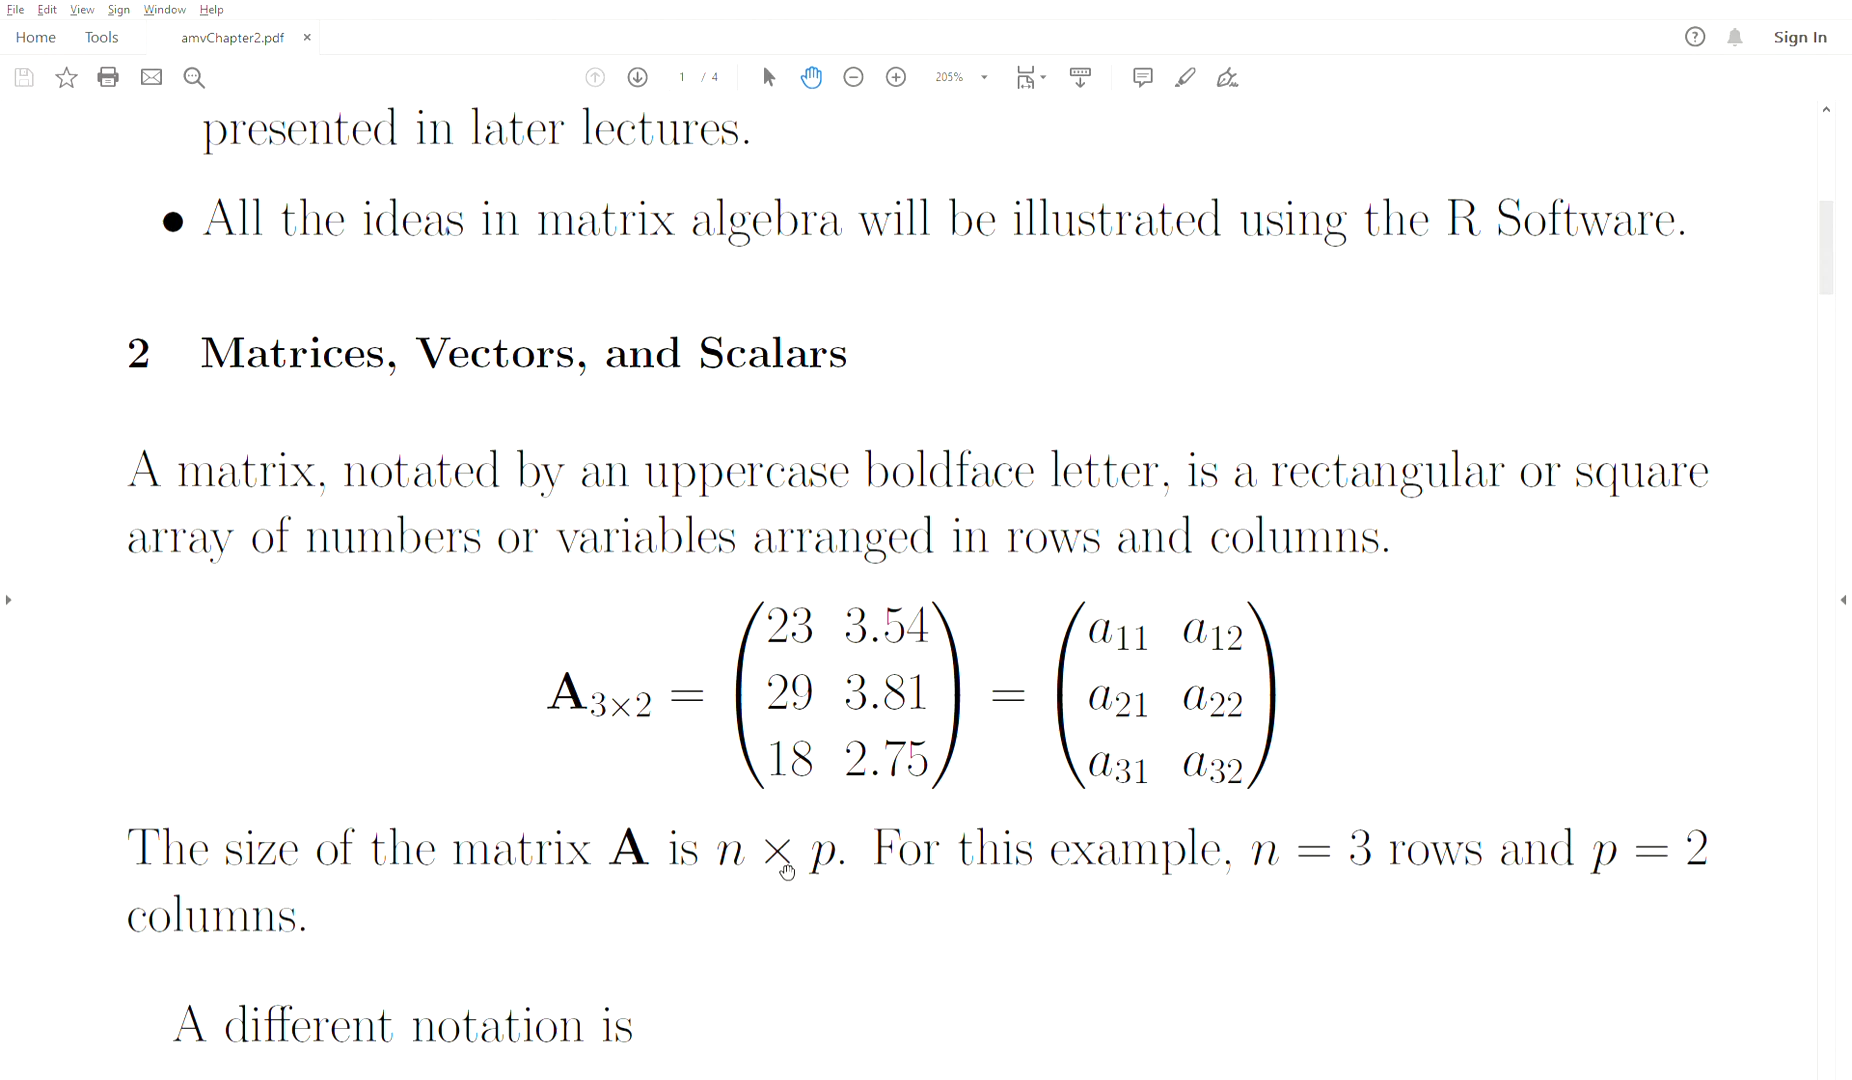 File Edit View Sign Window Help
Home Tools amvChapter2.pdf × Sign In
1 / 4 205%
presented in later lectures.
• All the ideas in matrix algebra will be illustrated using the R Software.
2 Matrices, Vectors, and Scalars
A matrix, notated by an uppercase boldface letter, is a rectangular or square
array of numbers or variables arranged in rows and columns.
23 3.54 a11 a12
A3×2 = 29 3.81 = a21 a22
18 2.75 a31 a32
The size of the matrix A is n × p. For this example, n = 3 rows and p = 2
columns.
A different notation is